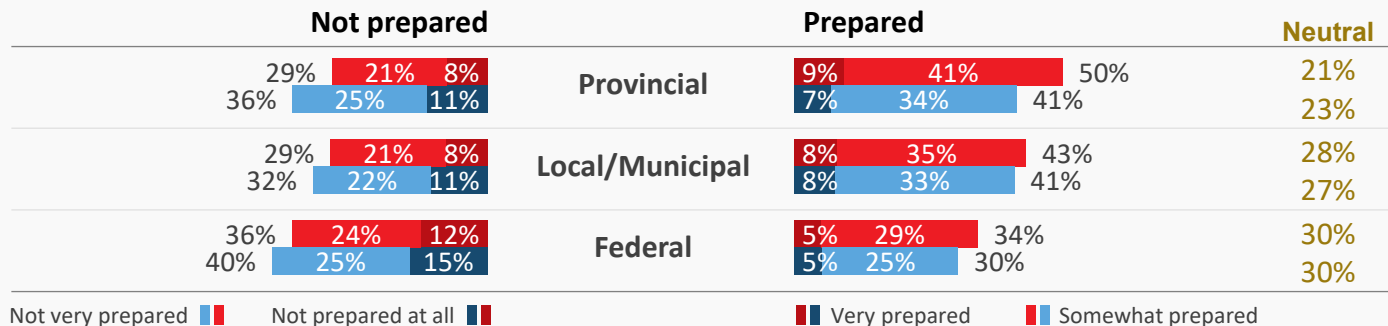 Not prepared Prepared Neutral
29% 21% 8% Provincial 9% 41% 50% 21%
36% 25% 11% 7% 34% 41% 23%
29% 21% 8% Local/Municipal 8% 35% 43% 28%
32% 22% 11% 8% 33% 41% 27%
36% 24% 12% Federal 5% 29% 34% 30%
40% 25% 15% 5% 25% 30% 30%
Not very prepared Not prepared at all Very prepared Somewhat prepared